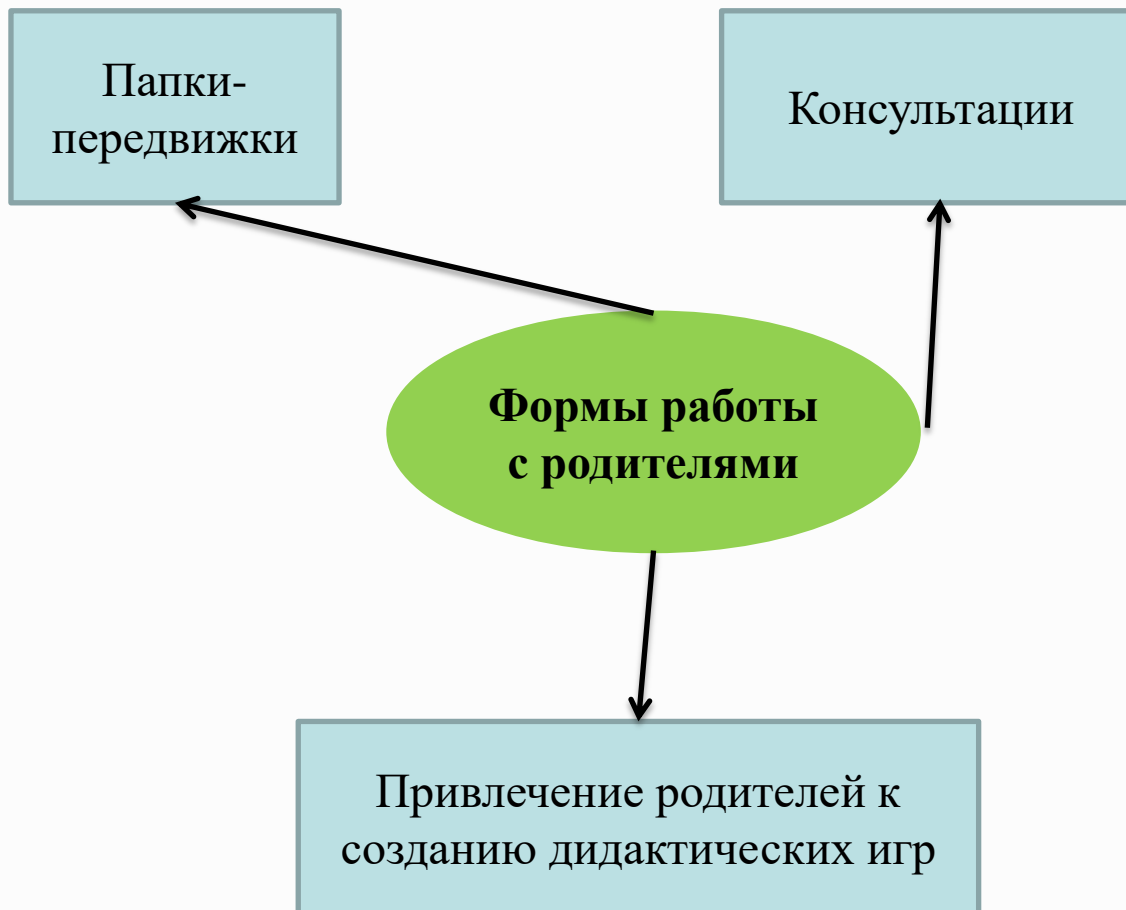 Папки-
передвижки
Консультации
Формы работы
с родителями
Привлечение родителей к
созданию дидактических игр